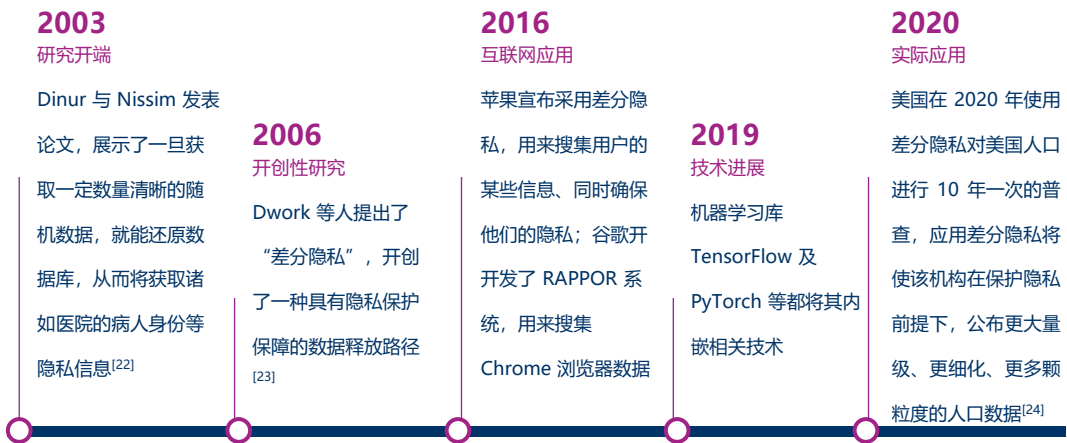 2003
研究开端
Dinur 与 Nissim 发表
论文，展示了一旦获
取一定数量清晰的随
机数据，就能还原数
据库，从而将获取诸
如医院的病人身份等
隐私信息[22]
2006
开创性研究
Dwork 等人提出了
“差分隐私”，开创
了一种具有隐私保护
保障的数据释放路径
[23]
2016
互联网应用
苹果宣布采用差分隐
私，用来搜集用户的
某些信息、同时确保
他们的隐私；谷歌开
开发了 RAPPOR 系
统，用来搜集
Chrome 浏览器数据
2019
技术进展
机器学习库
TensorFlow 及
PyTorch 等都将其内
嵌相关技术
2020
实际应用
美国在 2020 年使用
差分隐私对美国人口
进行 10 年一次的普
查，应用差分隐私将
使该机构在保护隐私
前提下，公布更大量
级、更细化、更多颗
粒度的人口数据[24]